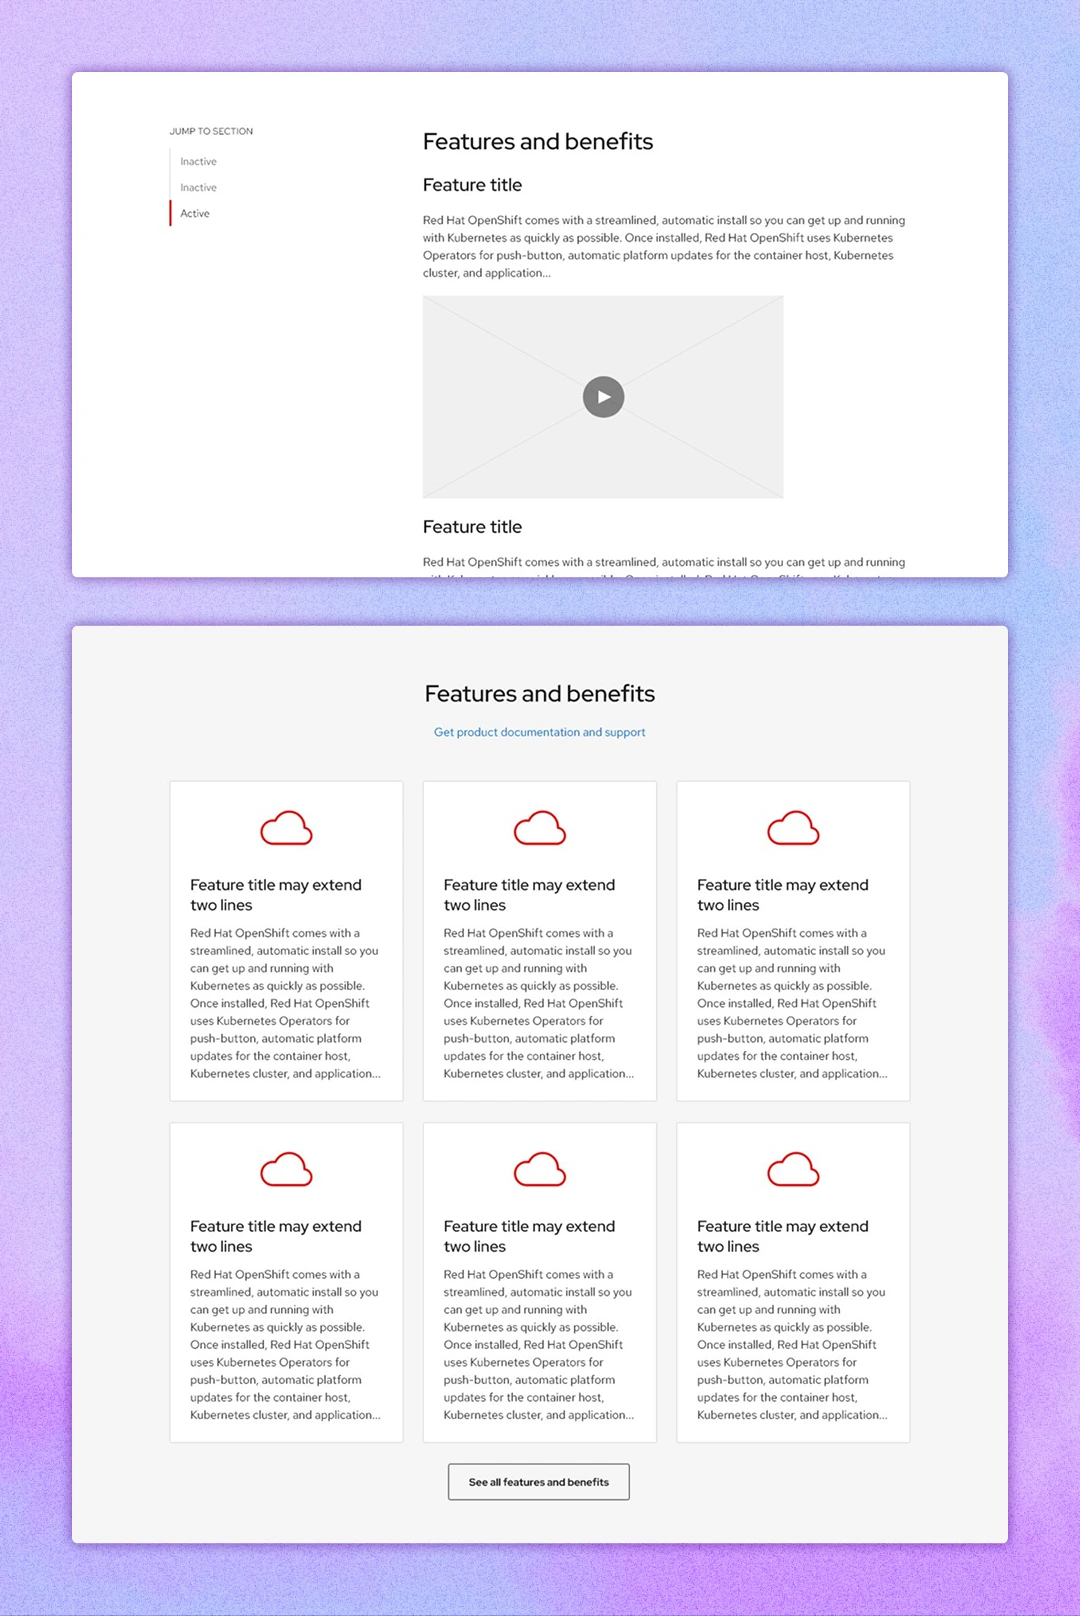 JUMP TO SECTION
Inactive
Inactive
Active
Features and benefits
Feature title
Red Hat OpenShift comes with a streamlined, automatic install so you can get up and running
with Kubernetes as quickly as possible. Once installed, Red Hat OpenShift uses Kubernetes
Operators for push-button, automatic platform updates for the container host, Kubernetes
cluster, and application...
Feature title
Red Hat OpenShift comes with a streamlined, automatic install so you can get up and running
Features and benefits
Get product documentation and support
Feature title may extend
two lines
Red Hat OpenShift comes with a
streamlined, automatic install so you
can get up and running with
Kubernetes as quickly as possible.
Once installed, Red Hat OpenShift
uses Kubernetes Operators for
push-button, automatic platform
updates for the container host,
Kubernetes cluster, and application...
Feature title may extend
two lines
Red Hat OpenShift comes with a
streamlined, automatic install so you
can get up and running with
Kubernetes as quickly as possible.
Once installed, Red Hat OpenShift
uses Kubernetes Operators for
push-button, automatic platform
updates for the container host,
Kubernetes cluster, and application...
Feature title may extend
two lines
Red Hat OpenShift comes with a
streamlined, automatic install so you
can get up and running with
Kubernetes as quickly as possible.
Once installed, Red Hat OpenShift
uses Kubernetes Operators for
push-button, automatic platform
updates for the container host,
Kubernetes cluster, and application...
Feature title may extend
two lines
Red Hat OpenShift comes with a
streamlined, automatic install so you
can get up and running with
Kubernetes as quickly as possible.
Once installed, Red Hat OpenShift
uses Kubernetes Operators for
push-button, automatic platform
updates for the container host,
Kubernetes cluster, and application...
Feature title may extend
two lines
Red Hat OpenShift comes with a
streamlined, automatic install so you
can get up and running with
Kubernetes as quickly as possible.
Once installed, Red Hat OpenShift
uses Kubernetes Operators for
push-button, automatic platform
updates for the container host,
Kubernetes cluster, and application...
Feature title may extend
two lines
Red Hat OpenShift comes with a
streamlined, automatic install so you
can get up and running with
Kubernetes as quickly as possible.
Once installed, Red Hat OpenShift
uses Kubernetes Operators for
push-button, automatic platform
updates for the container host,
Kubernetes cluster, and application...
See all features and benefits